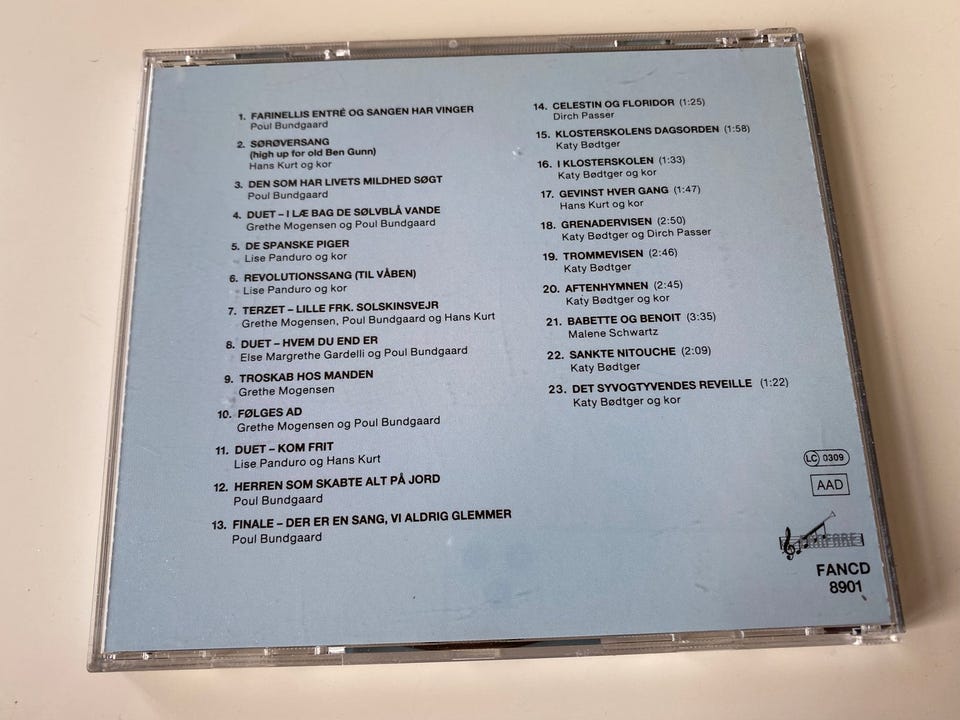 1. FARINELLIS ENTRÉ OG SANGEN HAR VINGER
Poul Bundgaard
2. SØRØVERSANG
(high up for old Ben Gunn)
Hans Kurt og kor
3. DEN SOM HAR LIVETS MILDHED SØGT
Poul Bundgaard
4. DUET – I LÆ BAG DE SØLVBLÅ VANDE
Grethe Mogensen og Poul Bundgaard
5. DE SPANSKE PIGER
Lise Panduro og kor
6. REVOLUTIONSSANG (TIL VÅBEN)
Lise Panduro og kor
7. TERZET – LILLE FRK. SOLSKINSVEJR
Grethe Mogensen, Poul Bundgaard og Hans Kurt
8. DUET – HVEM DU END ER
Else Margrethe Gardelli og Poul Bundgaard
9. TROSKAB HOS MANDEN
Grethe Mogensen
10. FØLGES AD
Grethe Mogensen og Poul Bundgaard
11. DUET – KOM FRIT
Lise Panduro og Hans Kurt
12. HERREN SOM SKABTE ALT PÅ JORD
Poul Bundgaard
13. FINALE – DER ER EN SANG, VI ALDRIG GLEMMER
Poul Bundgaard
14. CELESTIN OG FLORIDOR (1:25)
Dirch Passer
15. KLOSTERSKOLENS DAGSORDEN (1:58)
Katy Bødtger
16. I KLOSTERSKOLEN (1:33)
Katy Bødtger og kor
17. GEVINST HVER GANG (1:47)
Hans Kurt og kor
18. GRENADERVISEN (2:50)
Katy Bødtger og Dirch Passer
19. TROMMEVISEN (2:46)
Katy Bødtger
20. AFTENHYMNEN (2:45)
Katy Bødtger og kor
21. BABETTE OG BENOIT (3:35)
Malene Schwartz
22. SANKTE NITOUCHE (2:09)
Katy Bødtger
23. DET SYVOGTYVENDES REVEILLE (1:22)
Katy Bødtger og kor
LC 0309
AAD
FANCD
8901